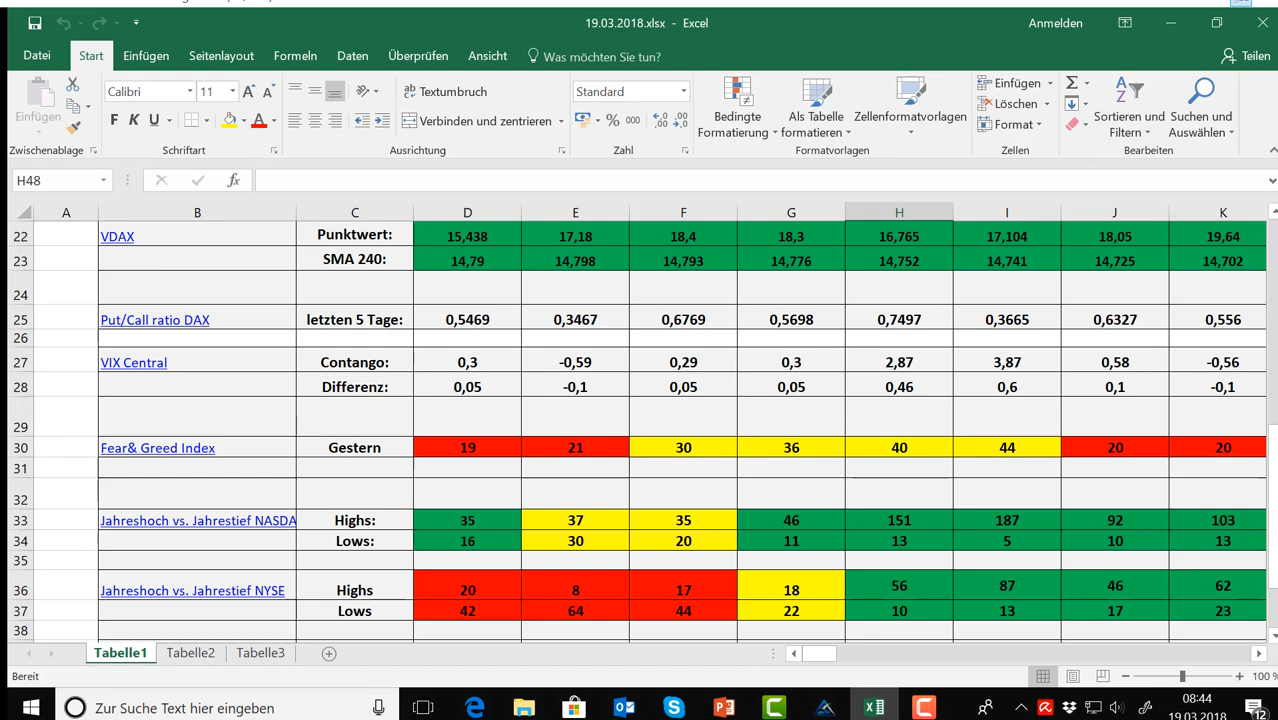 19.03.2018.xlsx - Excel
Anmelden
Datei Start Einfügen Seitenlayout Formeln Daten Überprüfen Ansicht Was möchten Sie tun? Teilen
Einfügen
Zwischenablage
Calibri 11
F K U
Schriftart
Textumbruch
Verbinden und zentrieren
Ausrichtung
Standard
% 000
Zahl
Bedingte Formatierung
Als Tabelle formatieren
Zellenformatvorlagen
Formatvorlagen
Einfügen
Löschen
Format
Zellen
Sortieren und Filtern
Suchen und Auswählen
Bearbeiten
H48
fx
A B C D E F G H I J K
22 VDAX Punktwert: 15,438 17,18 18,4 18,3 16,765 17,104 18,05 19,64
23 SMA 240: 14,79 14,798 14,793 14,776 14,752 14,741 14,725 14,702
24
25 Put/Call ratio DAX letzten 5 Tage: 0,5469 0,3467 0,6769 0,5698 0,7497 0,3665 0,6327 0,556
26
27 VIX Central Contango: 0,3 -0,59 0,29 0,3 2,87 3,87 0,58 -0,56
28 Differenz: 0,05 -0,1 0,05 0,05 0,46 0,6 0,1 -0,1
29
30 Fear& Greed Index Gestern 19 21 30 36 40 44 20 20
31
32
33 Jahreshoch vs. Jahrestief NASDA Highs: 35 37 35 46 151 187 92 103
34 Lows: 16 30 20 11 13 5 10 13
35
36 Jahreshoch vs. Jahrestief NYSE Highs 20 8 17 18 56 87 46 62
37 Lows 42 64 44 22 10 13 17 23
38
Tabelle1 Tabelle2 Tabelle3
Bereit
100 %
Zur Suche Text hier eingeben
08:44
19.03.2018
12